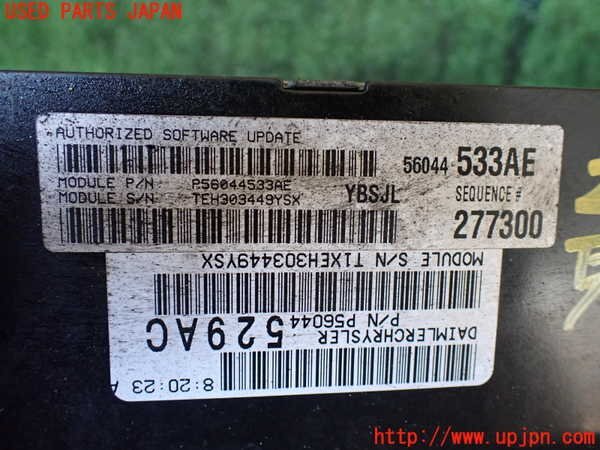 USED PARTS JAPAN
AUTHORIZED SOFTWARE UPDATE
56044 533AE
MODULE P/N P56044533AE
MODULE S/N TEH303449YSX
YBSJL
SEQUENCE #
277300
MODULE S/N T1XEH303449YSX
529AC
P/N P56044
DAIMLERCHRYSLER
8:20:23
http://www.upjpn.com